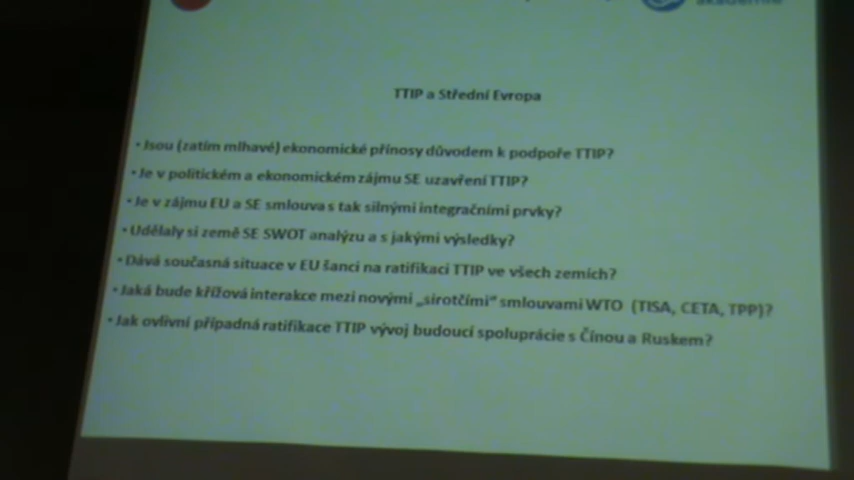 TTIP a Střední Evropa
• Jsou (zatím mlhavé) ekonomické přínosy důvodem k podpoře TTIP?
• Je v politickém a ekonomickém zájmu SE uzavření TTIP?
• Je v zájmu EU a SE smlouva s tak silnými integračními prvky?
• Udělaly si země SE SWOT analýzu a s jakými výsledky?
• Dává současná situace v EU šanci na ratifikaci TTIP ve všech zemích?
• Jaká bude křížová interakce mezi novými „sirotčími" smlouvami WTO (TISA, CETA, TPP)?
• Jak ovlivní případná ratifikace TTIP vývoj budoucí spolupráce s Čínou a Ruskem?